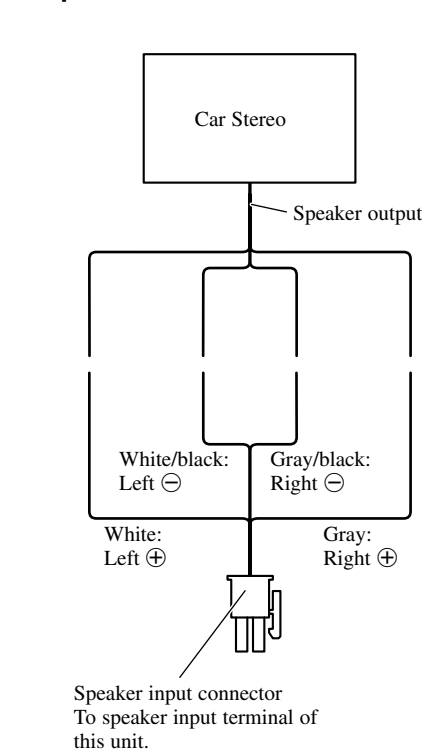 Car Stereo
Speaker output
White/black:
Left ⊖
Gray/black:
Right ⊖
White:
Left ⊕
Gray:
Right ⊕
Speaker input connector
To speaker input terminal of
this unit.